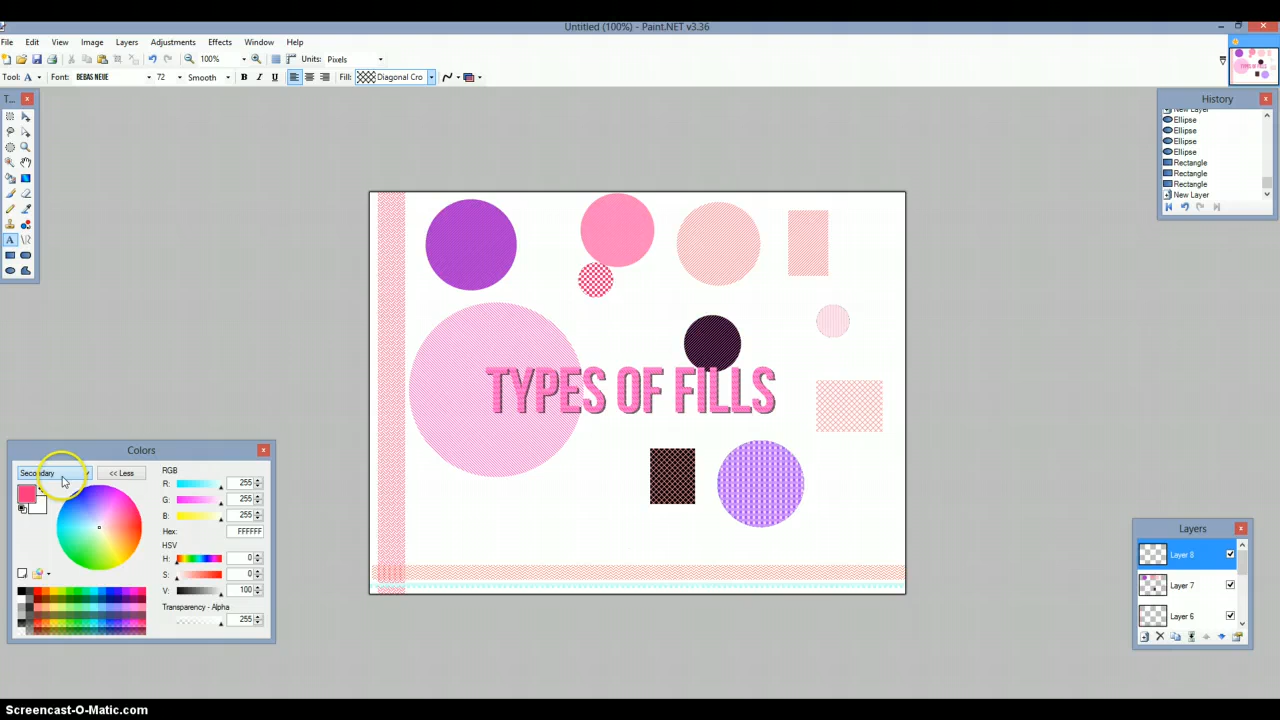 Untitled (100%) - Paint.NET v3.36
File Edit View Image Layers Adjustments Effects Window Help
100% Units: Pixels
Tool: A Font: BEBAS NEUE 72 Smooth B I U Fill: Diagonal Cro
T... x
History
New Layer
Ellipse
Ellipse
Ellipse
Ellipse
Rectangle
Rectangle
Rectangle
New Layer
TYPES OF FILLS
Colors
Secondary << Less
RGB
R: 255
G: 255
B: 255
Hex: FFFFFF
HSV
H: 0
S: 0
V: 100
Transparency - Alpha
255
Layers
Layer 8
Layer 7
Layer 6
Screencast-O-Matic.com